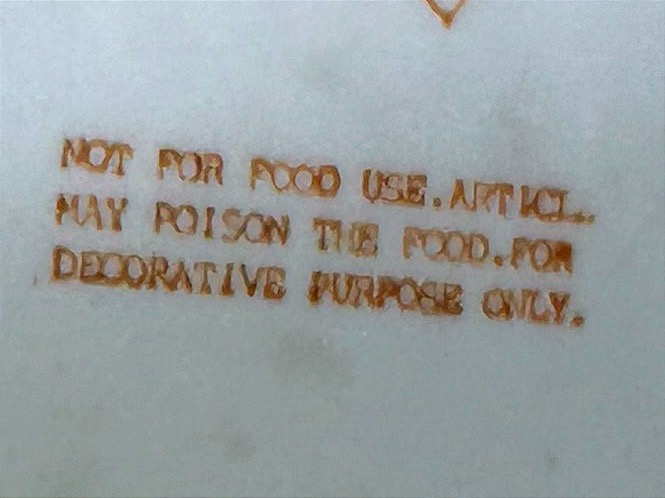 NOT FOR FOOD USE. ARTICL..
MAY POISON THE FOOD. FOR
DECORATIVE PURPOSE ONLY.